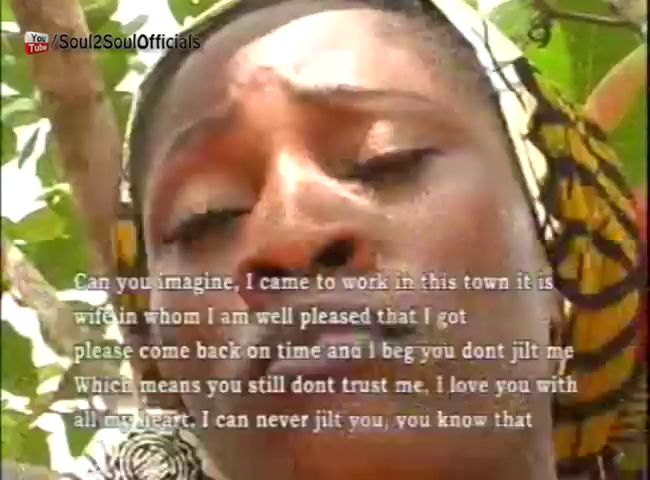 You Tube /Soul2SoulOfficials
Can you imagine, I came to work in this town it is
wife in whom I am well pleased that I got
please come back on time and I beg you dont jilt me
Which means you still dont trust me, I love you with
all my heart, I can never jilt you, you know that